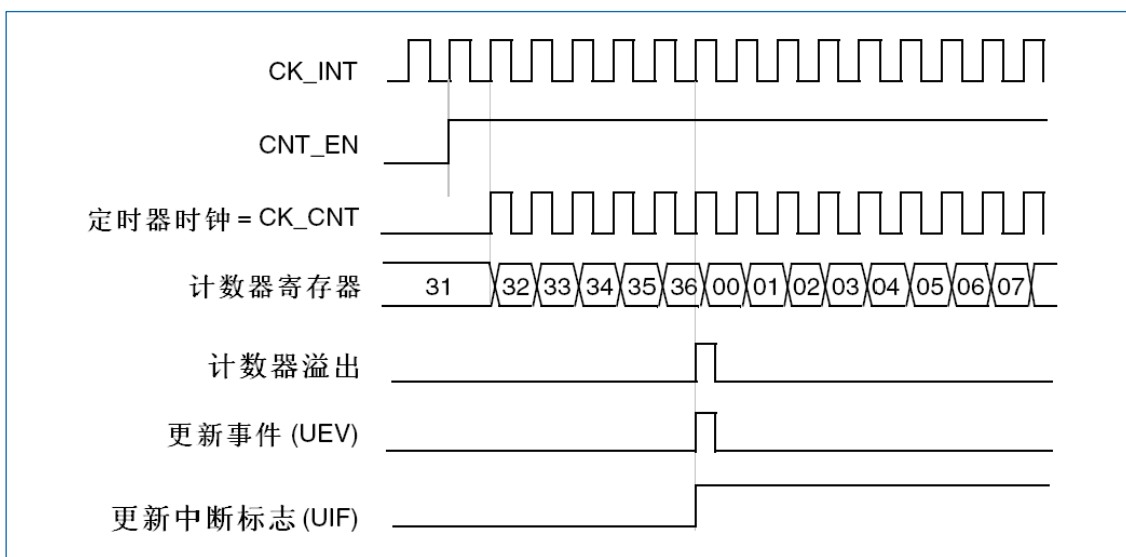 CK_INT
CNT_EN
定时器时钟 = CK_CNT
计数器寄存器 31 32 33 34 35 36 00 01 02 03 04 05 06 07
计数器溢出
更新事件 (UEV)
更新中断标志 (UIF)